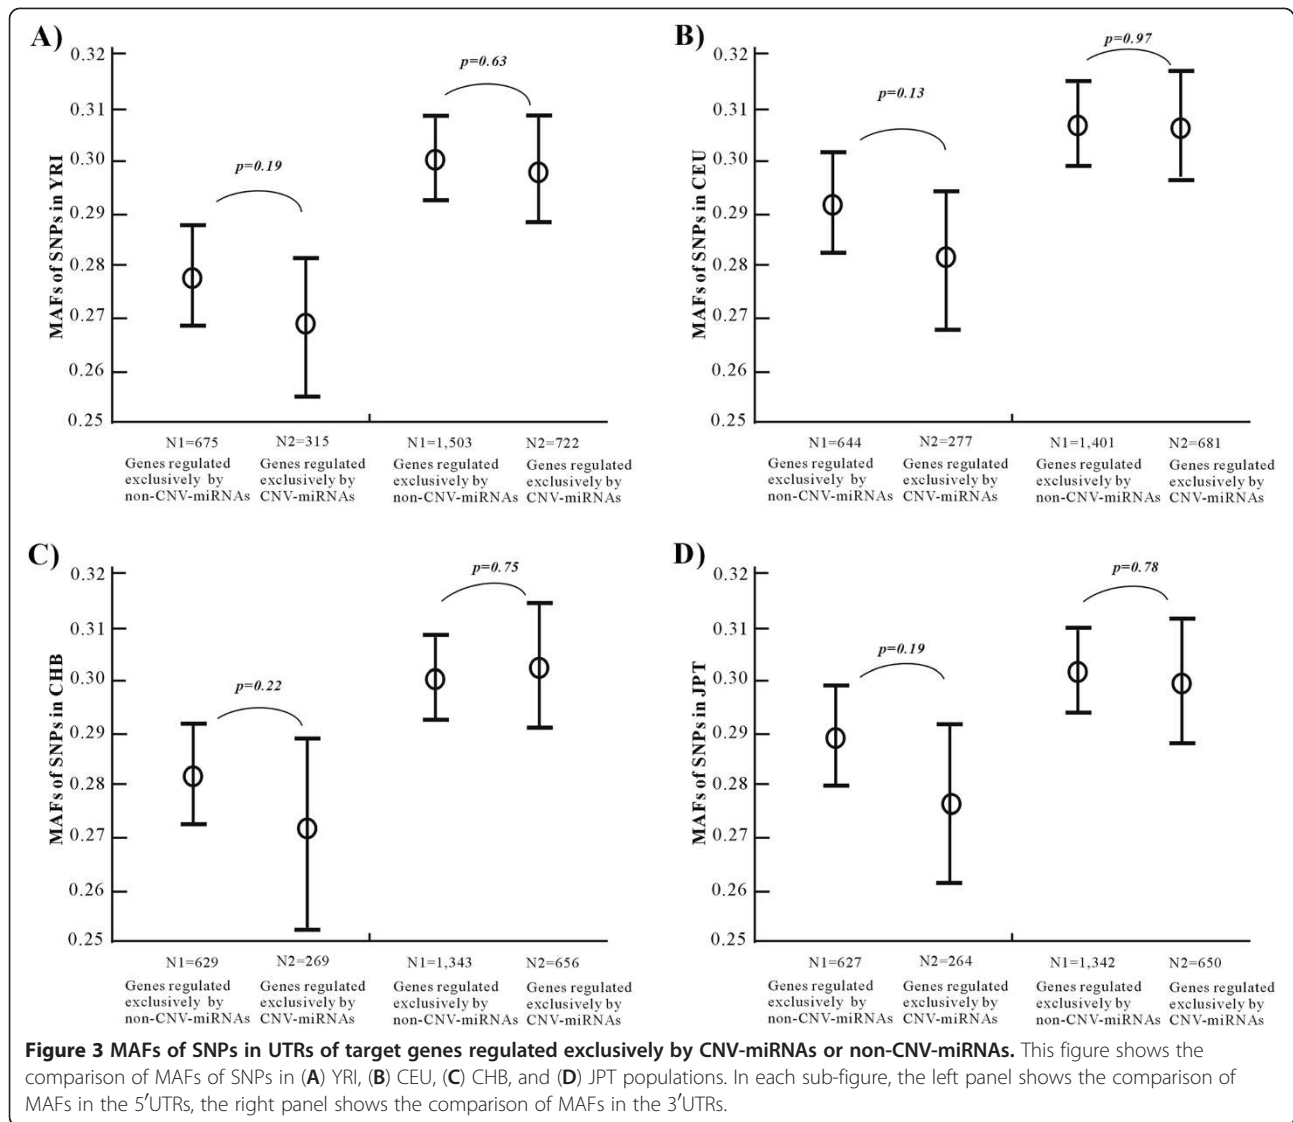 A)
MAFs of SNPs in YRI
0.32
0.31
0.30
0.29
0.28
0.27
0.26
0.25
p=0.19
p=0.63
N1=675 N2=315 N1=1,503 N2=722
Genes regulated Genes regulated Genes regulated Genes regulated
exclusively by exclusively by exclusively by exclusively by
non-CNV-miRNAs CNV-miRNAs non-CNV-miRNAs CNV-miRNAs
B)
MAFs of SNPs in CEU
0.32
0.31
0.30
0.29
0.28
0.27
0.26
0.25
p=0.13
p=0.97
N1=644 N2=277 N1=1,401 N2=681
Genes regulated Genes regulated Genes regulated Genes regulated
exclusively by exclusively by exclusively by exclusively by
non-CNV-miRNAs CNV-miRNAs non-CNV-miRNAs CNV-miRNAs
C)
MAFs of SNPs in CHB
0.32
0.31
0.30
0.29
0.28
0.27
0.26
0.25
p=0.22
p=0.75
N1=629 N2=269 N1=1,343 N2=656
Genes regulated Genes regulated Genes regulated Genes regulated
exclusively by exclusively by exclusively by exclusively by
non-CNV-miRNAs CNV-miRNAs non-CNV-miRNAs CNV-miRNAs
D)
MAFs of SNPs in JPT
0.32
0.31
0.30
0.29
0.28
0.27
0.26
0.25
p=0.19
p=0.78
N1=627 N2=264 N1=1,342 N2=650
Genes regulated Genes regulated Genes regulated Genes regulated
exclusively by exclusively by exclusively by exclusively by
non-CNV-miRNAs CNV-miRNAs non-CNV-miRNAs CNV-miRNAs
Figure 3 MAFs of SNPs in UTRs of target genes regulated exclusively by CNV-miRNAs or non-CNV-miRNAs. This figure shows the
comparison of MAFs of SNPs in (A) YRI, (B) CEU, (C) CHB, and (D) JPT populations. In each sub-figure, the left panel shows the comparison of
MAFs in the 5′UTRs, the right panel shows the comparison of MAFs in the 3′UTRs.